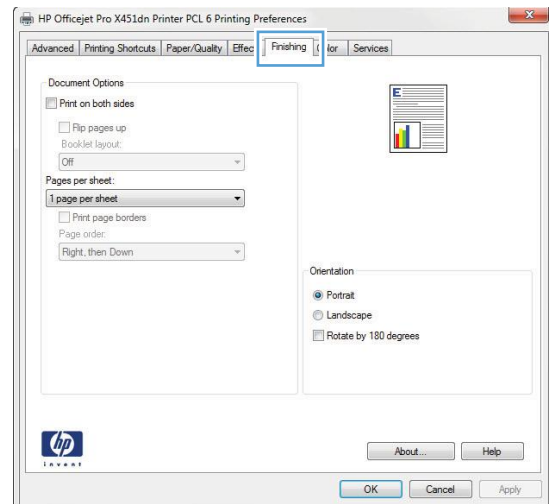 HP Officejet Pro X451dn Printer PCL 6 Printing Preferences
Advanced Printing Shortcuts Paper/Quality Effec Finishing lor Services
Document Options
Print on both sides
Flip pages up
Booklet layout:
Off
Pages per sheet:
1 page per sheet
Print page borders
Page order:
Right, then Down
E
Orientation
Portrait
Landscape
Rotate by 180 degrees
hp
invent
About... Help
OK Cancel Apply